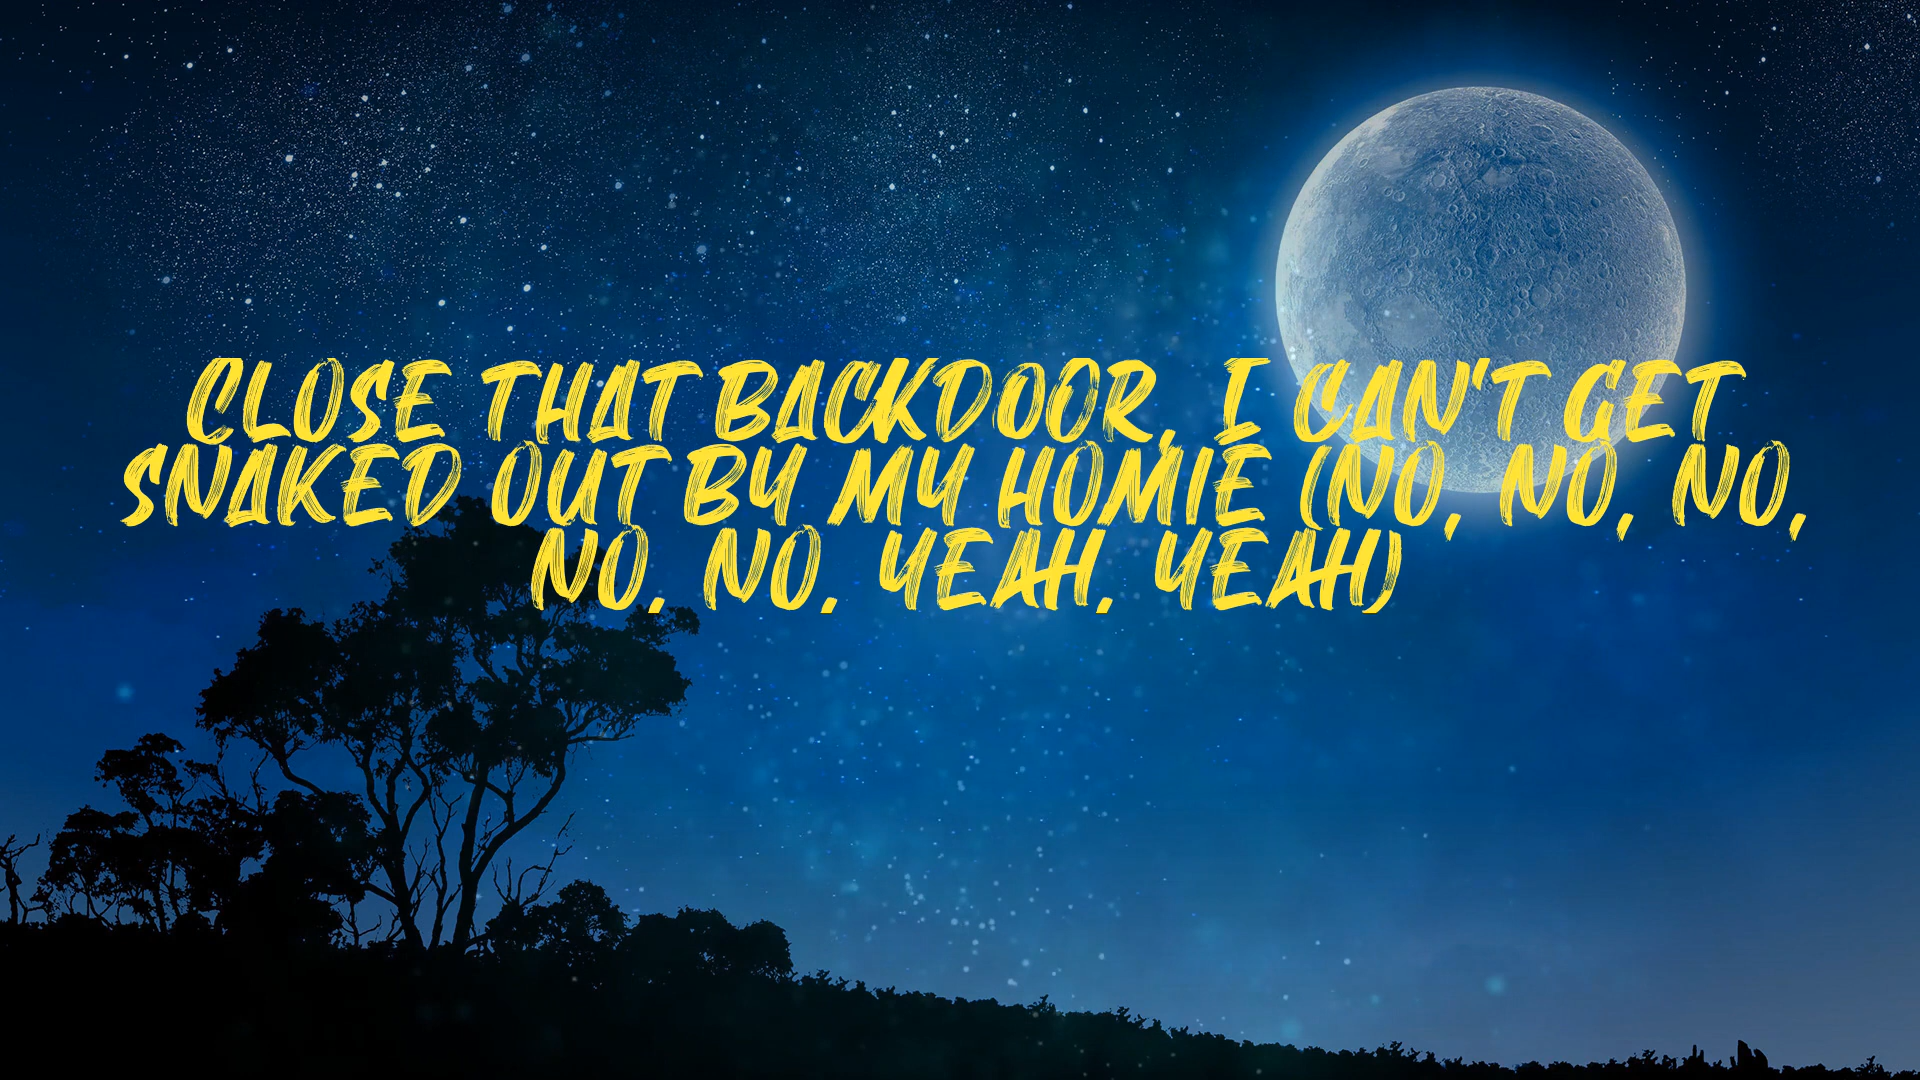 CLOSE THAT BACKDOOR, I CAN'T GET
SNAKED OUT BY MY HOMIE (NO, NO, NO,
NO, NO, YEAH, YEAH)